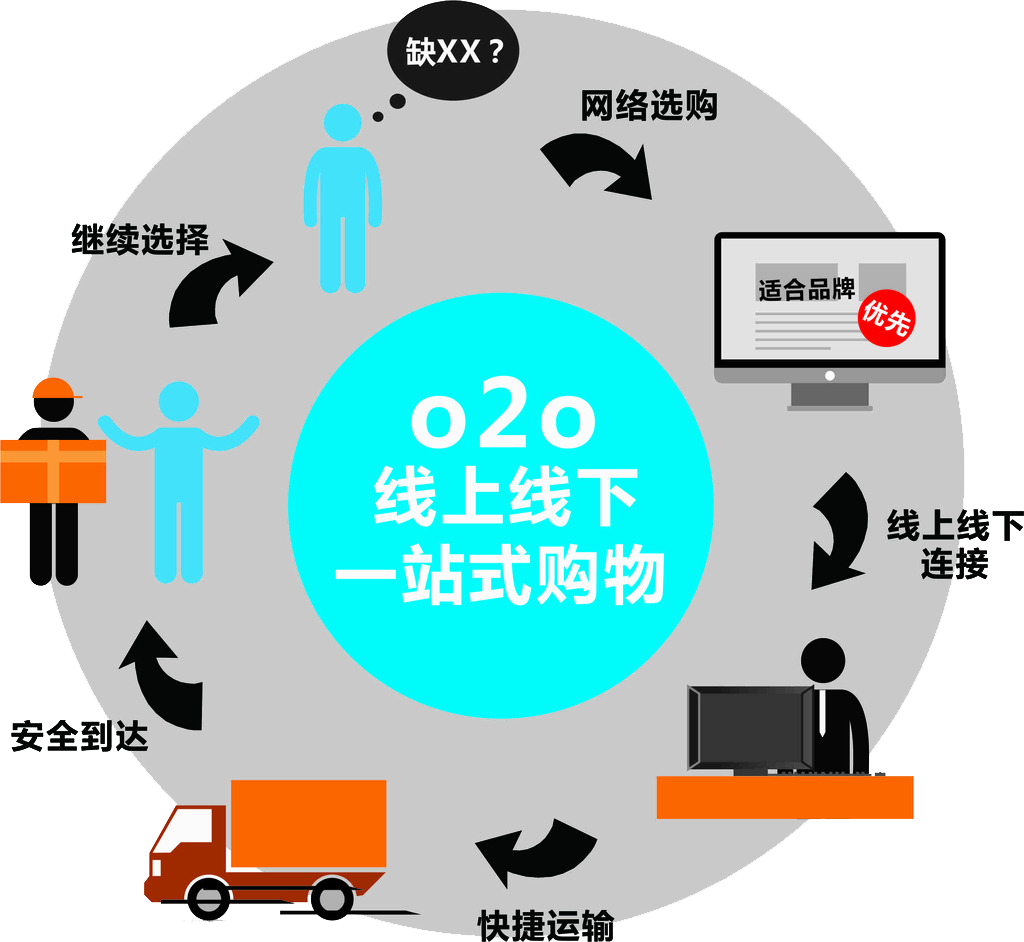 缺XX？
网络选购
继续选择
适合品牌
优先
o2o
线上线下
一站式购物
线上线下
连接
安全到达
快捷运输